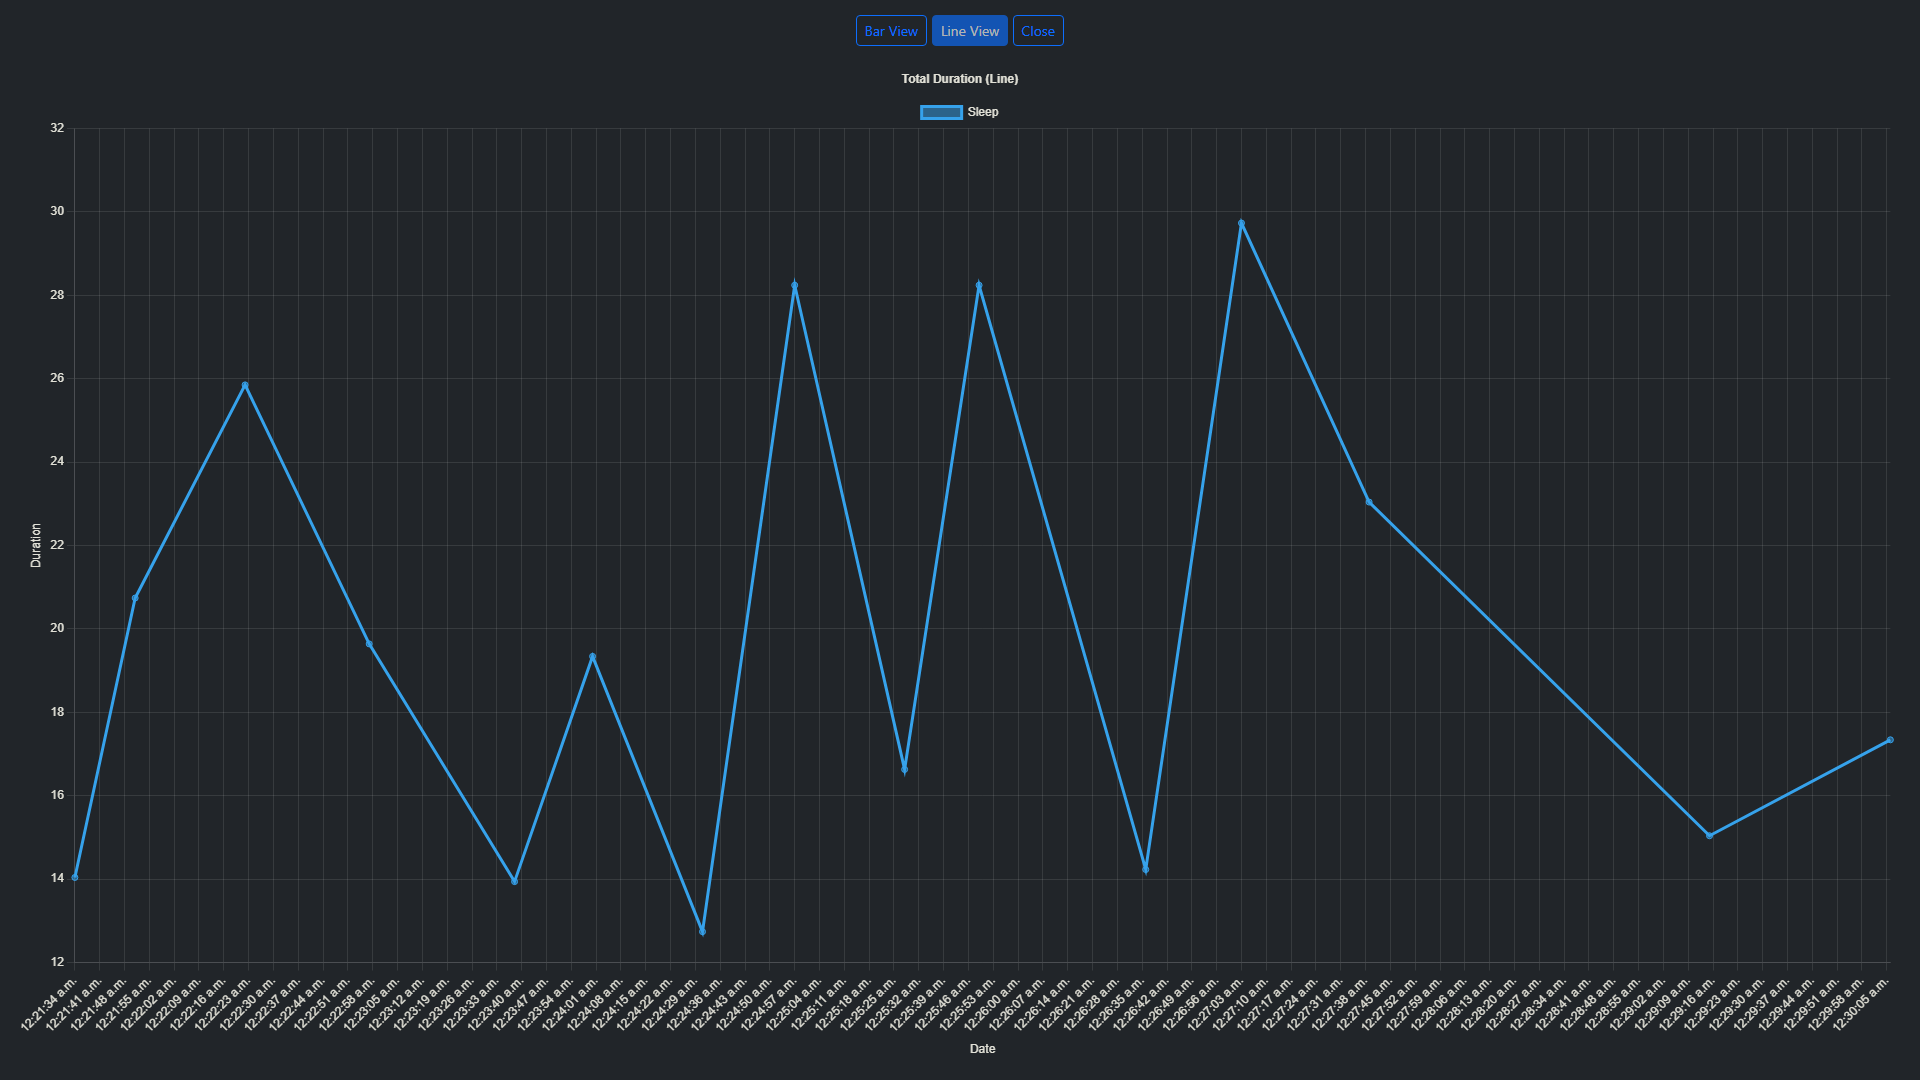 Bar View Line View Close
Total Duration (Line)
Sleep
32
30
28
26
24
22
20
18
16
14
12
Duration
12:21:34 a.m. 12:21:41 a.m. 12:21:48 a.m. 12:21:55 a.m. 12:22:02 a.m. 12:22:09 a.m. 12:22:16 a.m. 12:22:23 a.m. 12:22:30 a.m. 12:22:37 a.m. 12:22:44 a.m. 12:22:51 a.m. 12:22:58 a.m. 12:23:05 a.m. 12:23:12 a.m. 12:23:19 a.m. 12:23:26 a.m. 12:23:33 a.m. 12:23:40 a.m. 12:23:47 a.m. 12:23:54 a.m. 12:24:01 a.m. 12:24:08 a.m. 12:24:15 a.m. 12:24:22 a.m. 12:24:29 a.m. 12:24:36 a.m. 12:24:43 a.m. 12:24:50 a.m. 12:24:57 a.m. 12:25:04 a.m. 12:25:11 a.m. 12:25:18 a.m. 12:25:25 a.m. 12:25:32 a.m. 12:25:39 a.m. 12:25:46 a.m. 12:25:53 a.m. 12:26:00 a.m. 12:26:07 a.m. 12:26:14 a.m. 12:26:21 a.m. 12:26:28 a.m. 12:26:35 a.m. 12:26:42 a.m. 12:26:49 a.m. 12:26:56 a.m. 12:27:03 a.m. 12:27:10 a.m. 12:27:17 a.m. 12:27:24 a.m. 12:27:31 a.m. 12:27:38 a.m. 12:27:45 a.m. 12:27:52 a.m. 12:27:59 a.m. 12:28:06 a.m. 12:28:13 a.m. 12:28:20 a.m. 12:28:27 a.m. 12:28:34 a.m. 12:28:41 a.m. 12:28:48 a.m. 12:28:55 a.m. 12:29:02 a.m. 12:29:09 a.m. 12:29:16 a.m. 12:29:23 a.m. 12:29:30 a.m. 12:29:37 a.m. 12:29:44 a.m. 12:29:51 a.m. 12:29:58 a.m. 12:30:05 a.m.
Date